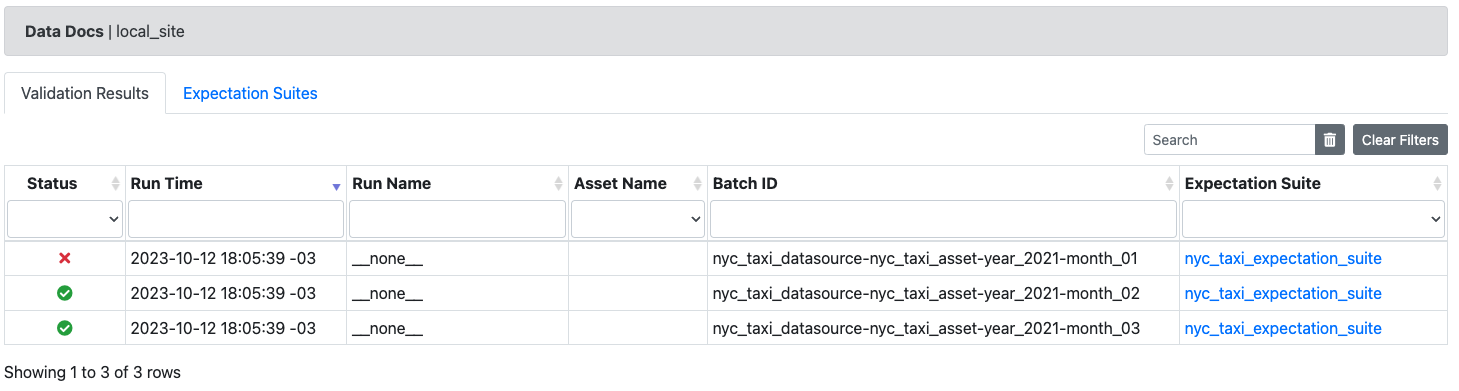 Data Docs | local_site
Validation Results Expectation Suites
Search Clear Filters
Status Run Time Run Name Asset Name Batch ID Expectation Suite
2023-10-12 18:05:39 -03 __none__ nyc_taxi_datasource-nyc_taxi_asset-year_2021-month_01 nyc_taxi_expectation_suite
2023-10-12 18:05:39 -03 __none__ nyc_taxi_datasource-nyc_taxi_asset-year_2021-month_02 nyc_taxi_expectation_suite
2023-10-12 18:05:39 -03 __none__ nyc_taxi_datasource-nyc_taxi_asset-year_2021-month_03 nyc_taxi_expectation_suite
Showing 1 to 3 of 3 rows